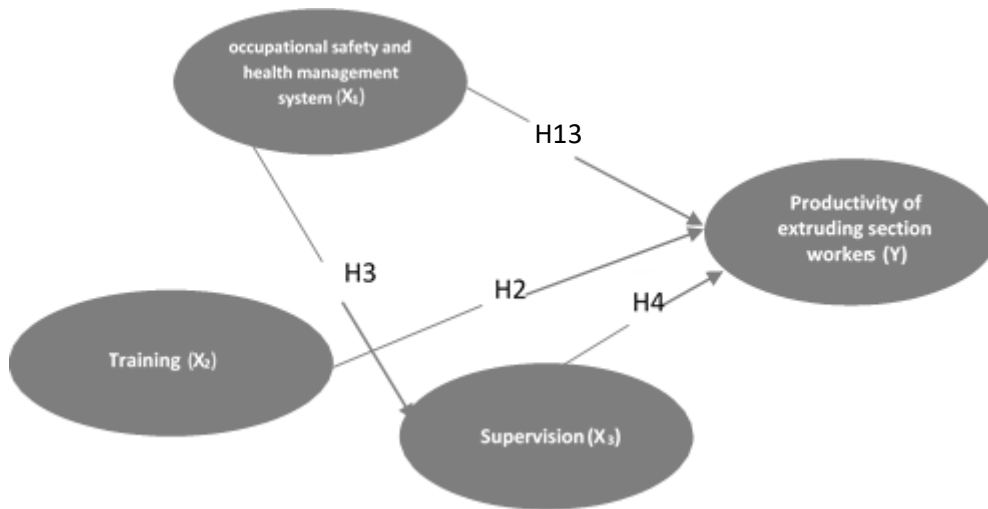 occupational safety and
health management
system (X₁)
H13
Productivity of
extruding section
workers (Y)
H3
H2
H4
Training (X₂)
Supervision (X₃)